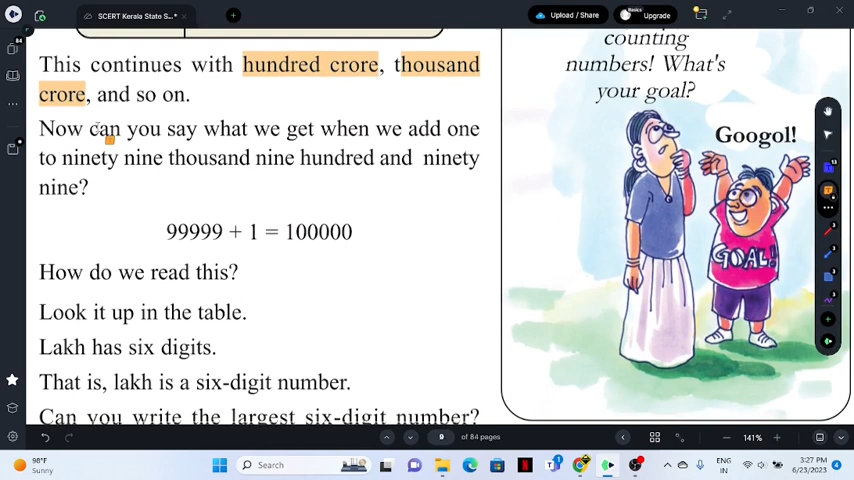 SCERT Kerala State S...*
Upload / Share
Basics
Upgrade
This continues with hundred crore, thousand
crore, and so on.
Now can you say what we get when we add one
to ninety nine thousand nine hundred and ninety
nine?
99999 + 1 = 100000
How do we read this?
Look it up in the table.
Lakh has six digits.
That is, lakh is a six-digit number.
Can you write the largest six-digit number?
counting
numbers! What's
your goal?
Googol!
GOAL!
9 of 84 pages
141%
98°F
Sunny
Search
ENG
IN
3:27 PM
6/23/2023